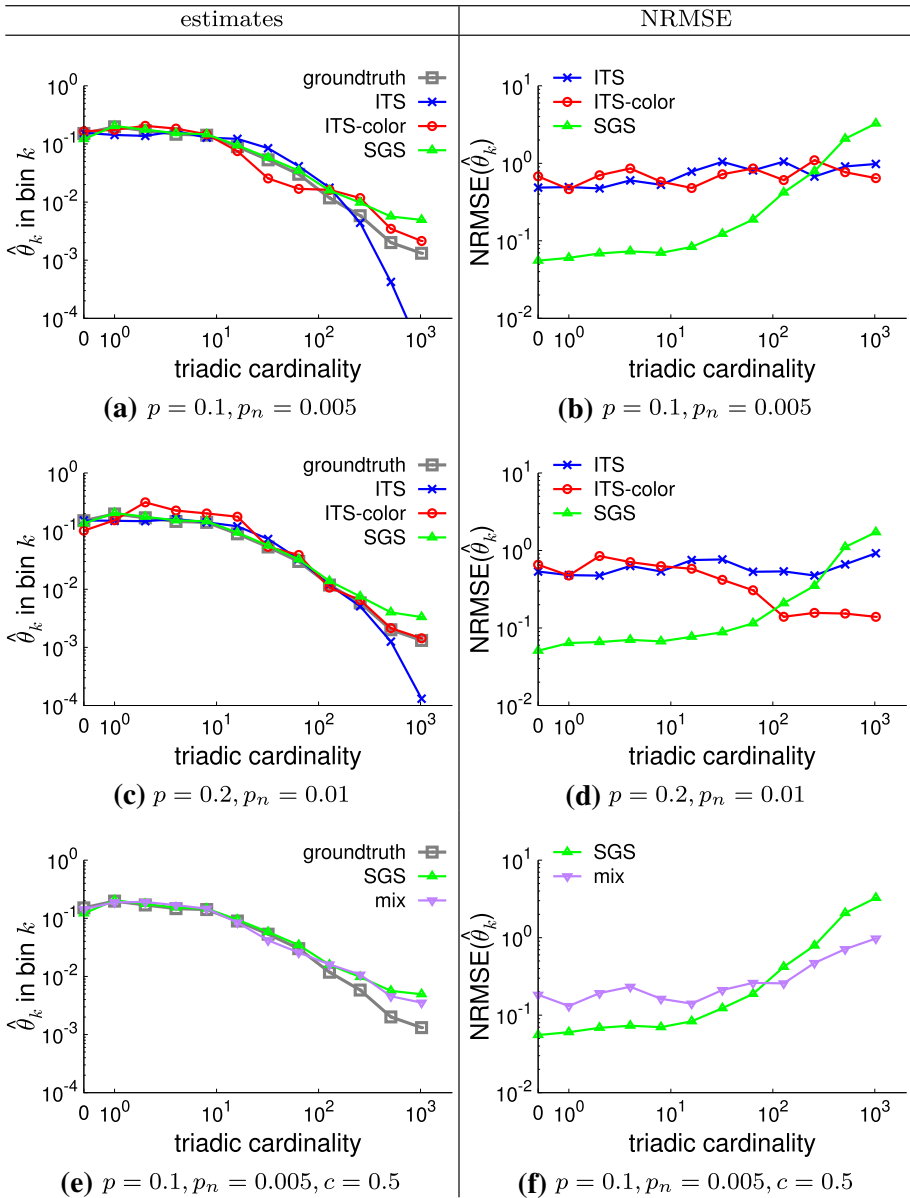 estimates
NRMSE
groundtruth
ITS
ITS-color
SGS
10^0
10^{-1}
10^{-2}
10^{-3}
10^{-4}
\hat{θ}_k in bin k
0 10^0 10^1 10^2 10^3
triadic cardinality
(a) p = 0.1, p_n = 0.005
ITS
ITS-color
SGS
10^1
10^0
10^{-1}
10^{-2}
NRMSE(\hat{θ}_k)
0 10^0 10^1 10^2 10^3
triadic cardinality
(b) p = 0.1, p_n = 0.005
groundtruth
ITS
ITS-color
SGS
10^0
10^{-1}
10^{-2}
10^{-3}
10^{-4}
\hat{θ}_k in bin k
0 10^0 10^1 10^2 10^3
triadic cardinality
(c) p = 0.2, p_n = 0.01
ITS
ITS-color
SGS
10^1
10^0
10^{-1}
10^{-2}
NRMSE(\hat{θ}_k)
0 10^0 10^1 10^2 10^3
triadic cardinality
(d) p = 0.2, p_n = 0.01
groundtruth
SGS
mix
10^0
10^{-1}
10^{-2}
10^{-3}
10^{-4}
\hat{θ}_k in bin k
0 10^0 10^1 10^2 10^3
triadic cardinality
(e) p = 0.1, p_n = 0.005, c = 0.5
SGS
mix
10^1
10^0
10^{-1}
10^{-2}
NRMSE(\hat{θ}_k)
0 10^0 10^1 10^2 10^3
triadic cardinality
(f) p = 0.1, p_n = 0.005, c = 0.5